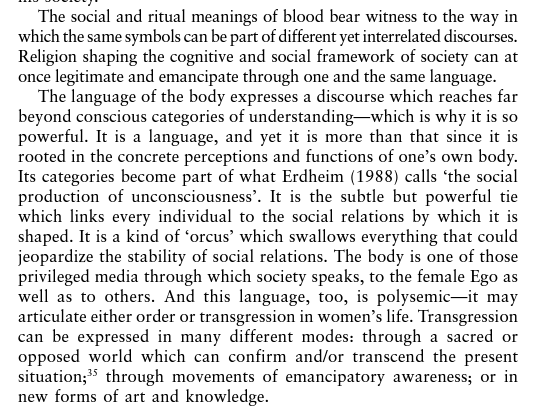 The social and ritual meanings of blood bear witness to the way in
which the same symbols can be part of different yet interrelated discourses.
Religion shaping the cognitive and social framework of society can at
once legitimate and emancipate through one and the same language.
The language of the body expresses a discourse which reaches far
beyond conscious categories of understanding—which is why it is so
powerful. It is a language, and yet it is more than that since it is
rooted in the concrete perceptions and functions of one's own body.
Its categories become part of what Erdheim (1988) calls 'the social
production of unconsciousness'. It is the subtle but powerful tie
which links every individual to the social relations by which it is
shaped. It is a kind of 'orcus' which swallows everything that could
jeopardize the stability of social relations. The body is one of those
privileged media through which society speaks, to the female Ego as
well as to others. And this language, too, is polysemic—it may
articulate either order or transgression in women's life. Transgression
can be expressed in many different modes: through a sacred or
opposed world which can confirm and/or transcend the present
situation;³⁵ through movements of emancipatory awareness; or in
new forms of art and knowledge.